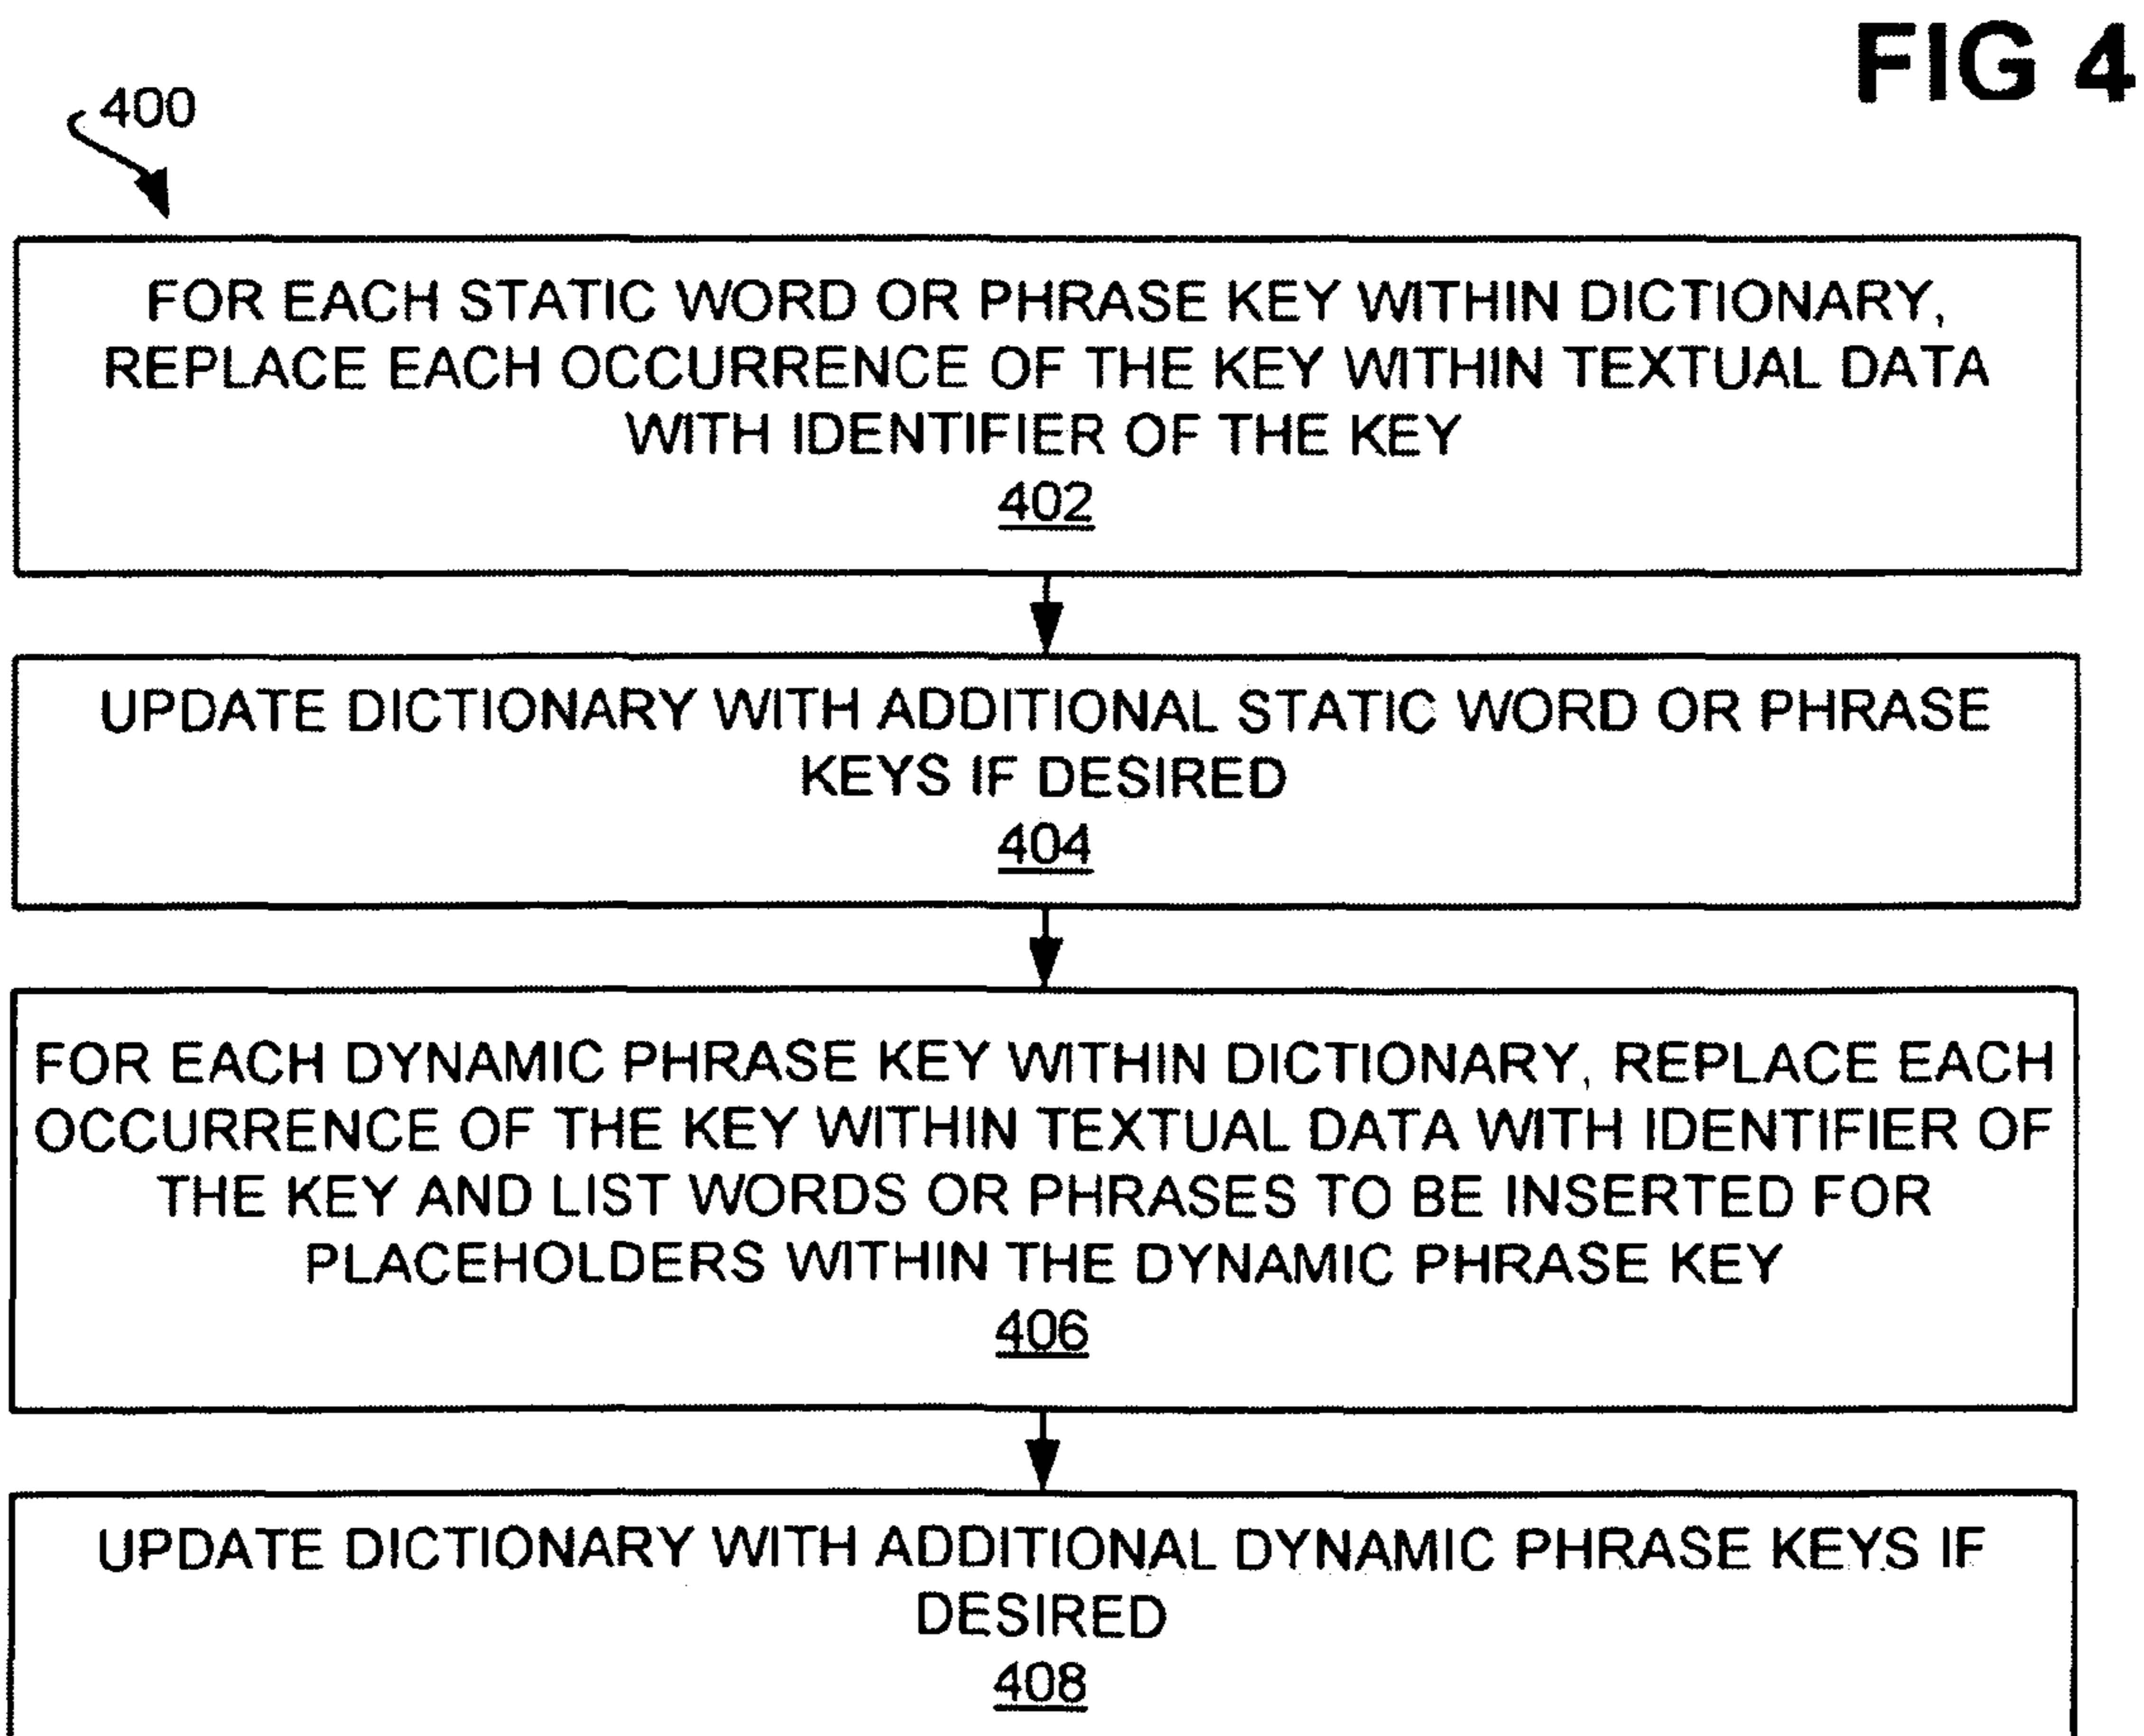 FIG 4
400
FOR EACH STATIC WORD OR PHRASE KEY WITHIN DICTIONARY,
REPLACE EACH OCCURRENCE OF THE KEY WITHIN TEXTUAL DATA
WITH IDENTIFIER OF THE KEY
402
UPDATE DICTIONARY WITH ADDITIONAL STATIC WORD OR PHRASE
KEYS IF DESIRED
404
FOR EACH DYNAMIC PHRASE KEY WITHIN DICTIONARY, REPLACE EACH
OCCURRENCE OF THE KEY WITHIN TEXTUAL DATA WITH IDENTIFIER OF
THE KEY AND LIST WORDS OR PHRASES TO BE INSERTED FOR
PLACEHOLDERS WITHIN THE DYNAMIC PHRASE KEY
406
UPDATE DICTIONARY WITH ADDITIONAL DYNAMIC PHRASE KEYS IF
DESIRED
408